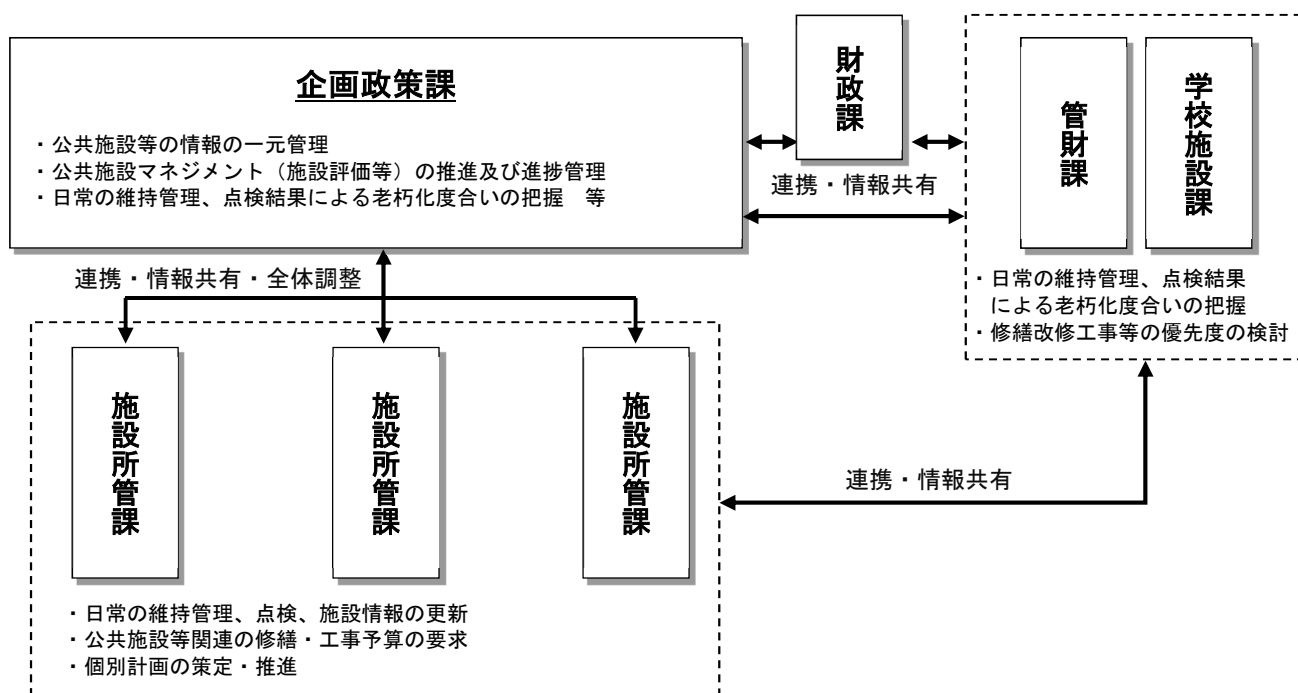 企画政策課
・公共施設等の情報の一元管理
・公共施設マネジメント（施設評価等）の推進及び進捗管理
・日常の維持管理、点検結果による老朽化度合いの把握　等
財政課
連携・情報共有
管財課
学校施設課
・日常の維持管理、点検結果
による老朽化度合いの把握
・修繕改修工事等の優先度の検討
連携・情報共有・全体調整
施設所管課
施設所管課
施設所管課
連携・情報共有
・日常の維持管理、点検、施設情報の更新
・公共施設等関連の修繕・工事予算の要求
・個別計画の策定・推進